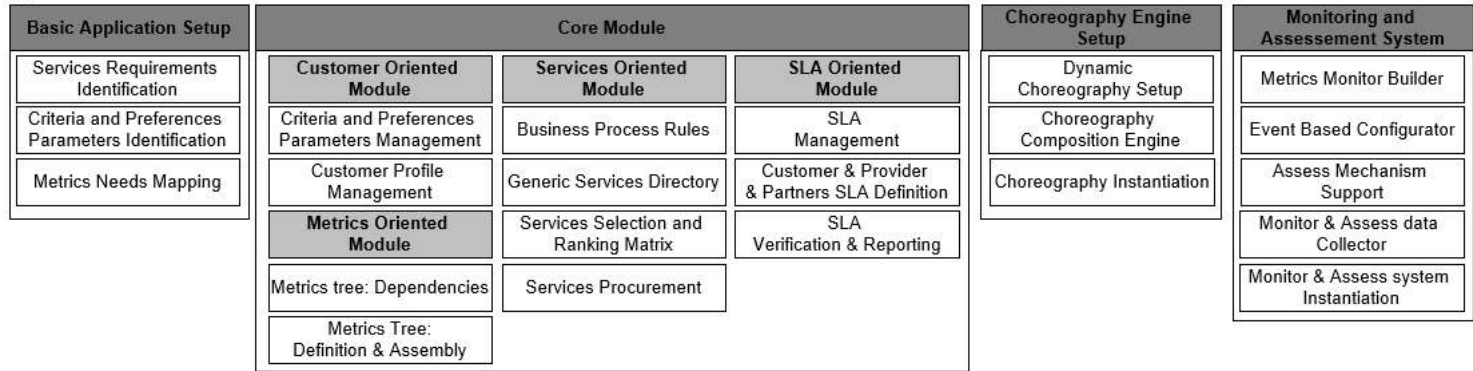 Basic Application Setup
Services Requirements
Identification
Criteria and Preferences
Parameters Identification
Metrics Needs Mapping
Core Module
Customer Oriented
Module
Criteria and Preferences
Parameters Management
Customer Profile
Management
Metrics Oriented
Module
Metrics tree: Dependencies
Metrics Tree:
Definition & Assembly
Services Oriented
Module
Business Process Rules
Generic Services Directory
Services Selection and
Ranking Matrix
Services Procurement
SLA Oriented
Module
SLA
Management
Customer & Provider
& Partners SLA Definition
SLA
Verification & Reporting
Choreography Engine
Setup
Dynamic
Choreography Setup
Choreography
Composition Engine
Choreography Instantiation
Monitoring and
Assessement System
Metrics Monitor Builder
Event Based Configurator
Assess Mechanism
Support
Monitor & Assess data
Collector
Monitor & Assess system
Instantiation